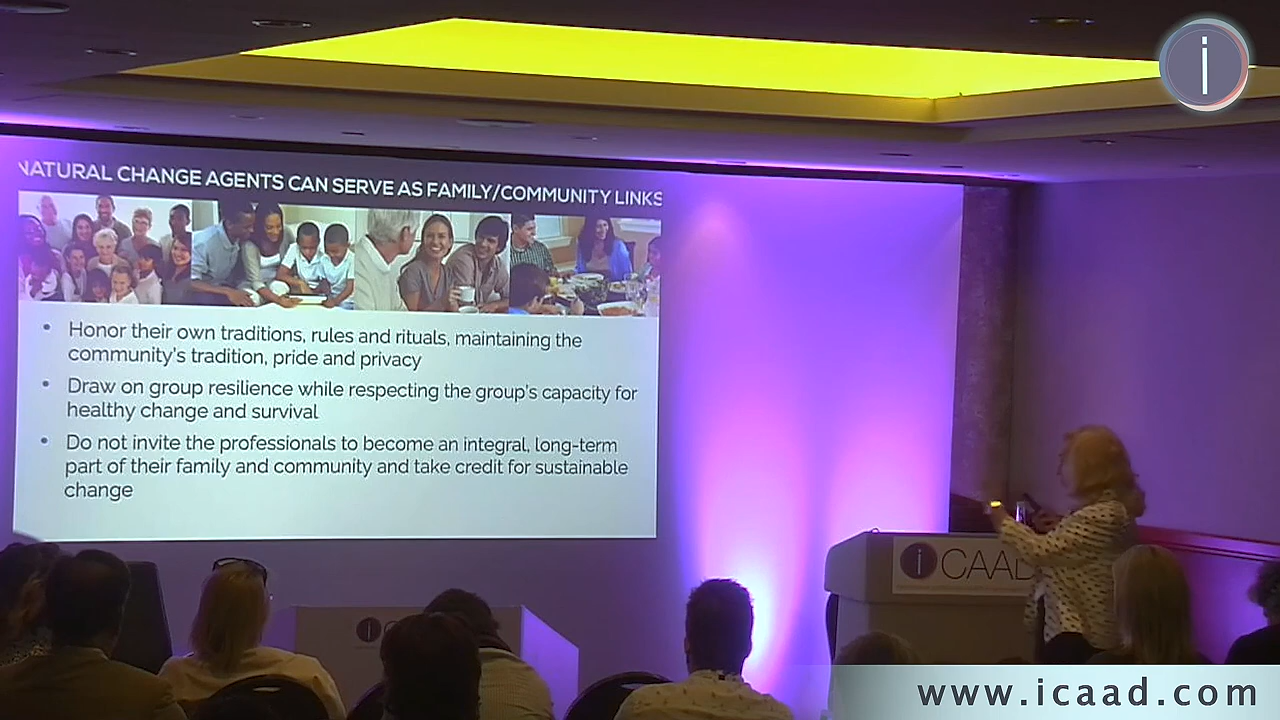 i
NATURAL CHANGE AGENTS CAN SERVE AS FAMILY/COMMUNITY LINKS
• Honor their own traditions, rules and rituals, maintaining the
community's tradition, pride and privacy
• Draw on group resilience while respecting the group's capacity for
healthy change and survival
• Do not invite the professionals to become an integral, long-term
part of their family and community and take credit for sustainable
change
i CAAD
i
www.icaad.com